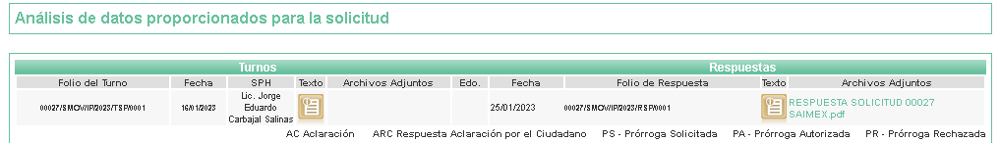 Análisis de datos proporcionados para la solicitud
Turnos Respuestas
Folio del Turno Fecha SPH Texto Archivos Adjuntos Edo. Fecha Folio de Respuesta Texto Archivos Adjuntos
00027/SMOV/IP/2023/TSP/0001 16/01/2023 Lic. Jorge Eduardo Carbajal Salinas 25/01/2023 00027/SMOV/IP/2023/RSP/0001 RESPUESTA SOLICITUD 00027 SAIMEX.pdf
AC Aclaración ARC Respuesta Aclaración por el Ciudadano PS - Prórroga Solicitada PA - Prórroga Autorizada PR - Prórroga Rechazada